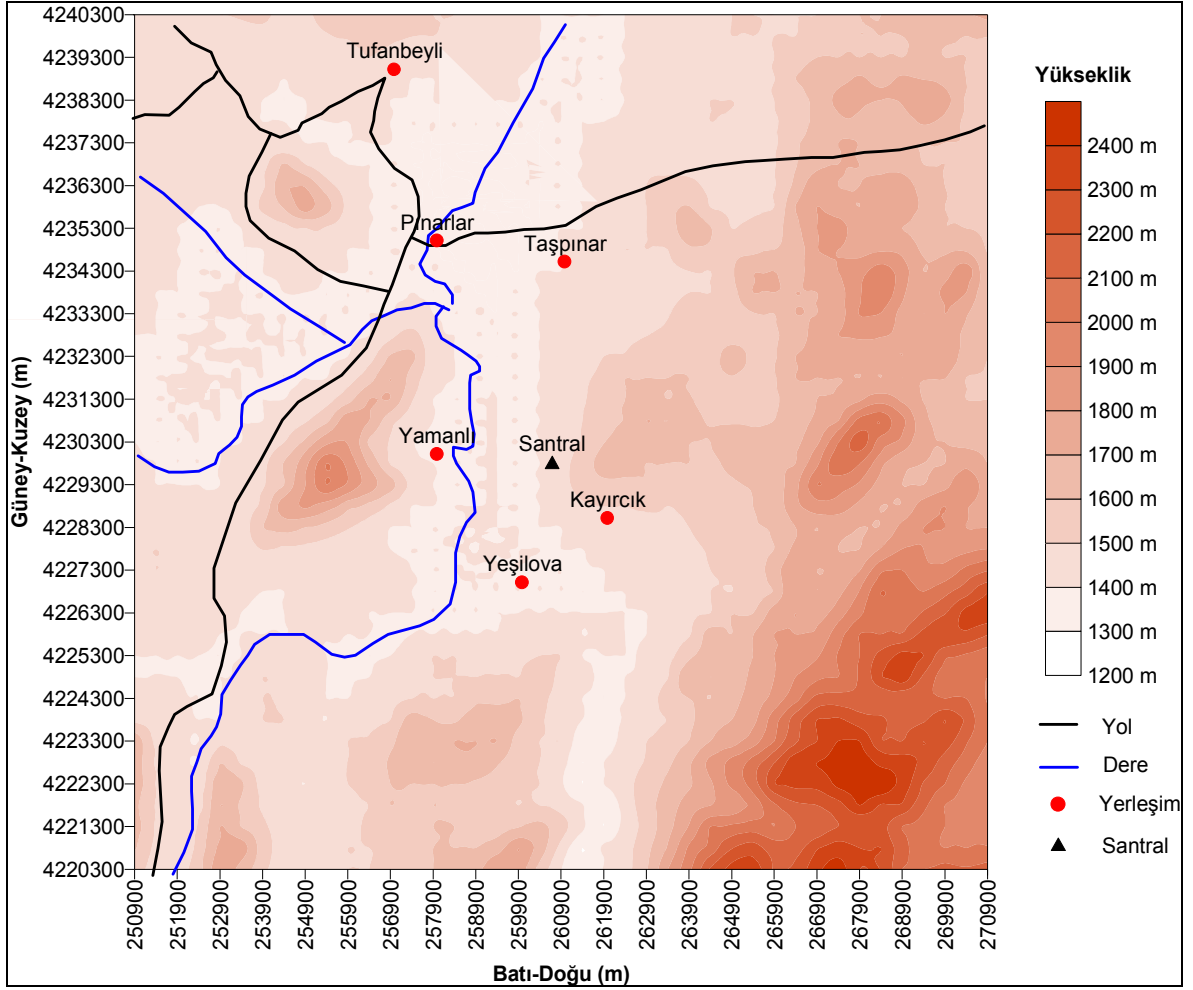 4240300
4239300
4238300
4237300
4236300
4235300
4234300
4233300
4232300
4231300
4230300
4229300
4228300
4227300
4226300
4225300
4224300
4223300
4222300
4221300
4220300
Güney-Kuzey (m)
Tufanbeyli
Pınarlar
Taşpınar
Yamanlı
Santral
Kayırcık
Yeşilova
250900
251900
252900
253900
254900
255900
256900
257900
258900
259900
260900
261900
262900
263900
264900
265900
266900
267900
268900
269900
270900
Batı-Doğu (m)
Yükseklik
2400 m
2300 m
2200 m
2100 m
2000 m
1900 m
1800 m
1700 m
1600 m
1500 m
1400 m
1300 m
1200 m
Yol
Dere
Yerleşim
Santral